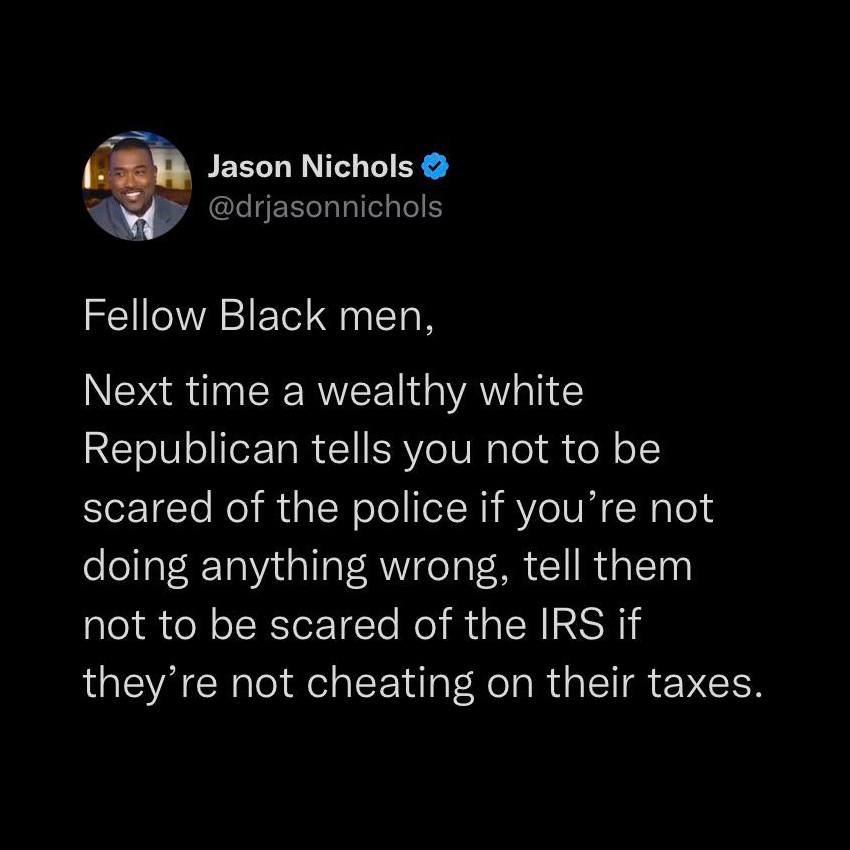 Jason Nichols
@drjasonnichols
Fellow Black men,
Next time a wealthy white
Republican tells you not to be
scared of the police if you’re not
doing anything wrong, tell them
not to be scared of the IRS if
they’re not cheating on their taxes.